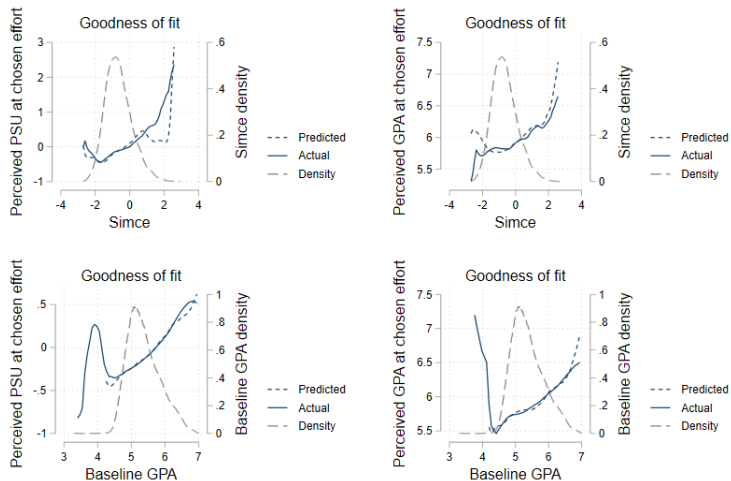 Goodness of fit
Perceived PSU at chosen effort
3
2
1
0
-1
.6
.4
.2
0
Simce density
-4
-2
0
2
4
Simce
Predicted
Actual
Density
Goodness of fit
Perceived GPA at chosen effort
7.5
7
6.5
6
5.5
.6
.4
.2
0
Simce density
-4
-2
0
2
4
Simce
Predicted
Actual
Density
Goodness of fit
Perceived PSU at chosen effort
.5
0
-.5
-1
1
.8
.6
.4
.2
0
Baseline GPA density
3
4
5
6
7
Baseline GPA
Predicted
Actual
Density
Goodness of fit
Perceived GPA at chosen effort
7.5
7
6.5
6
5.5
1
.8
.6
.4
.2
0
Baseline GPA density
3
4
5
6
7
Baseline GPA
Predicted
Actual
Density